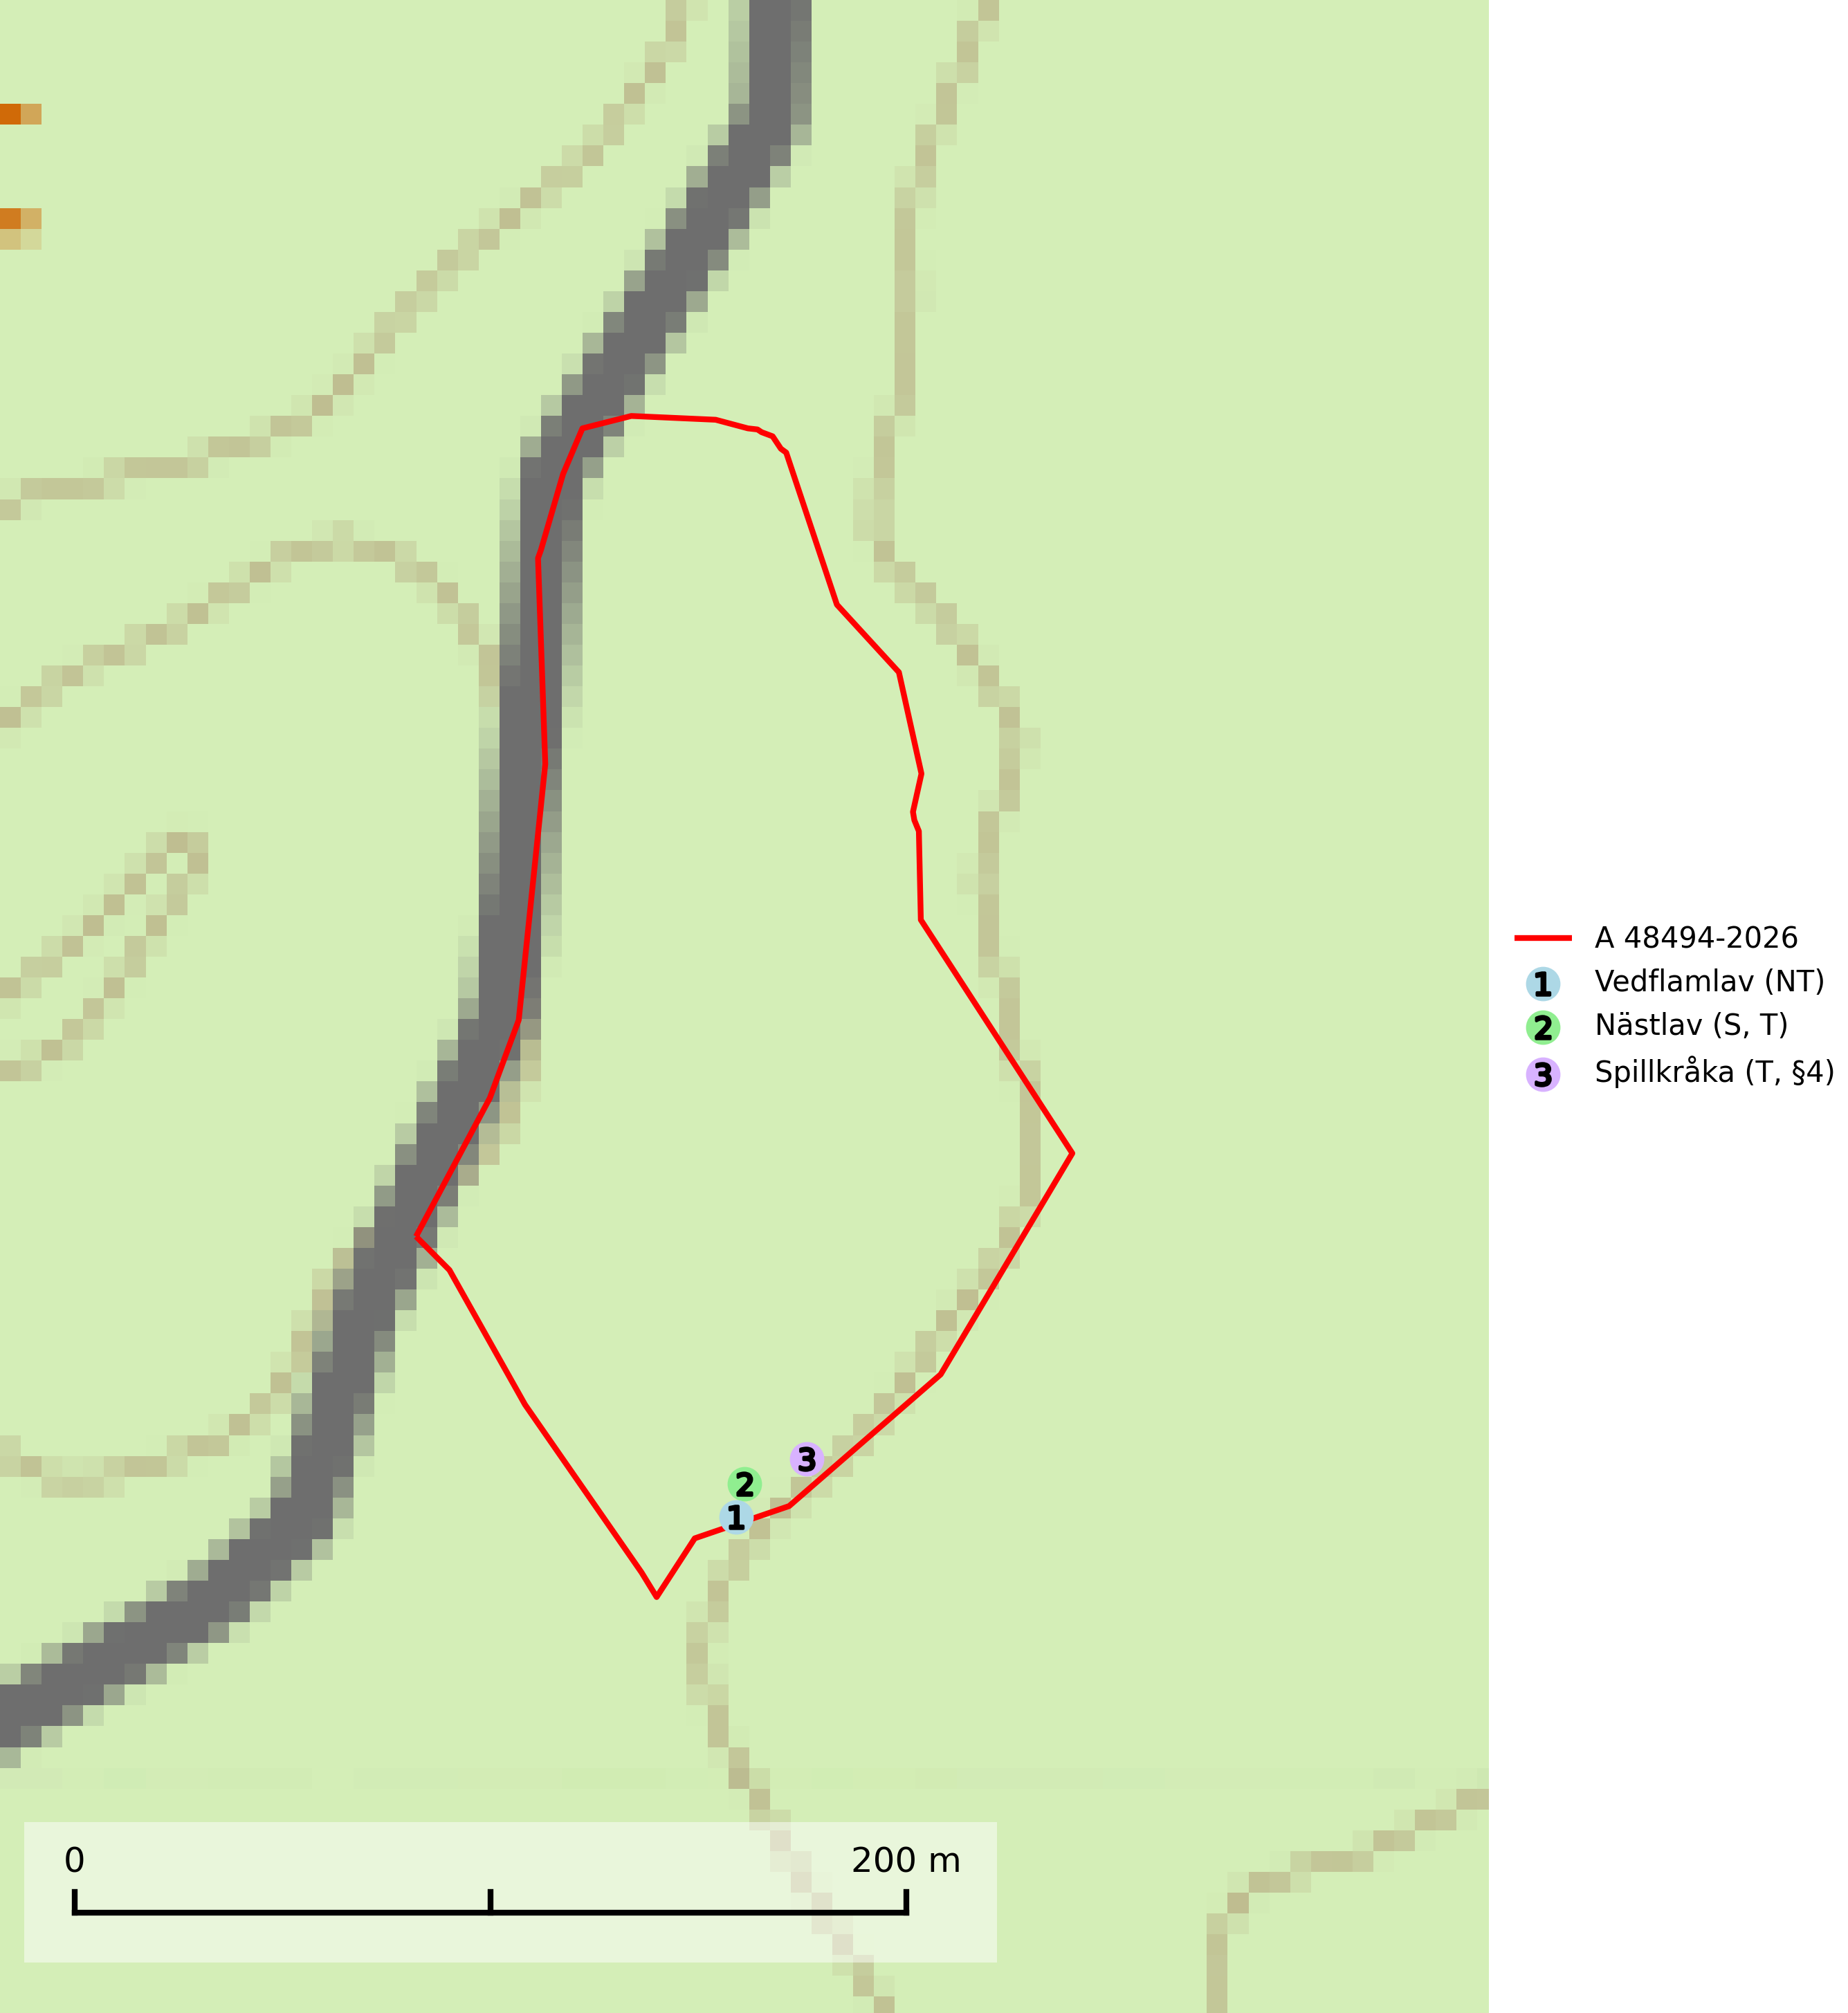 A 48494-2026
1 Vedflamlav (NT)
2 Nästlav (S, T)
3 Spillkråka (T, §4)
3
2
1
0 200 m